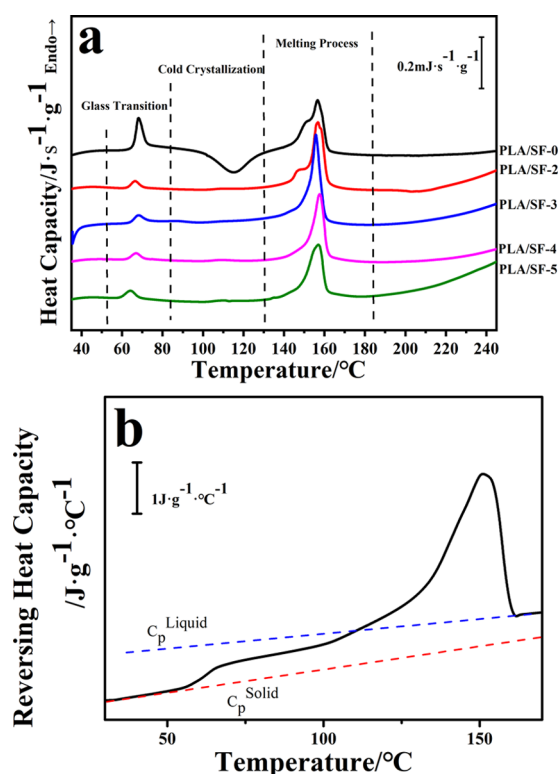 a
Heat Capacity/J·s⁻¹·g⁻¹ Endo→
Glass Transition
Cold Crystallization
Melting Process
0.2mJ·s⁻¹·g⁻¹
PLA/SF-0
PLA/SF-2
PLA/SF-3
PLA/SF-4
PLA/SF-5
40 60 80 100 120 140 160 180 200 220 240
Temperature/°C
b
Reversing Heat Capacity
/J·g⁻¹·°C⁻¹
1J·g⁻¹·°C⁻¹
Cp Liquid
Cp Solid
50 100 150
Temperature/°C